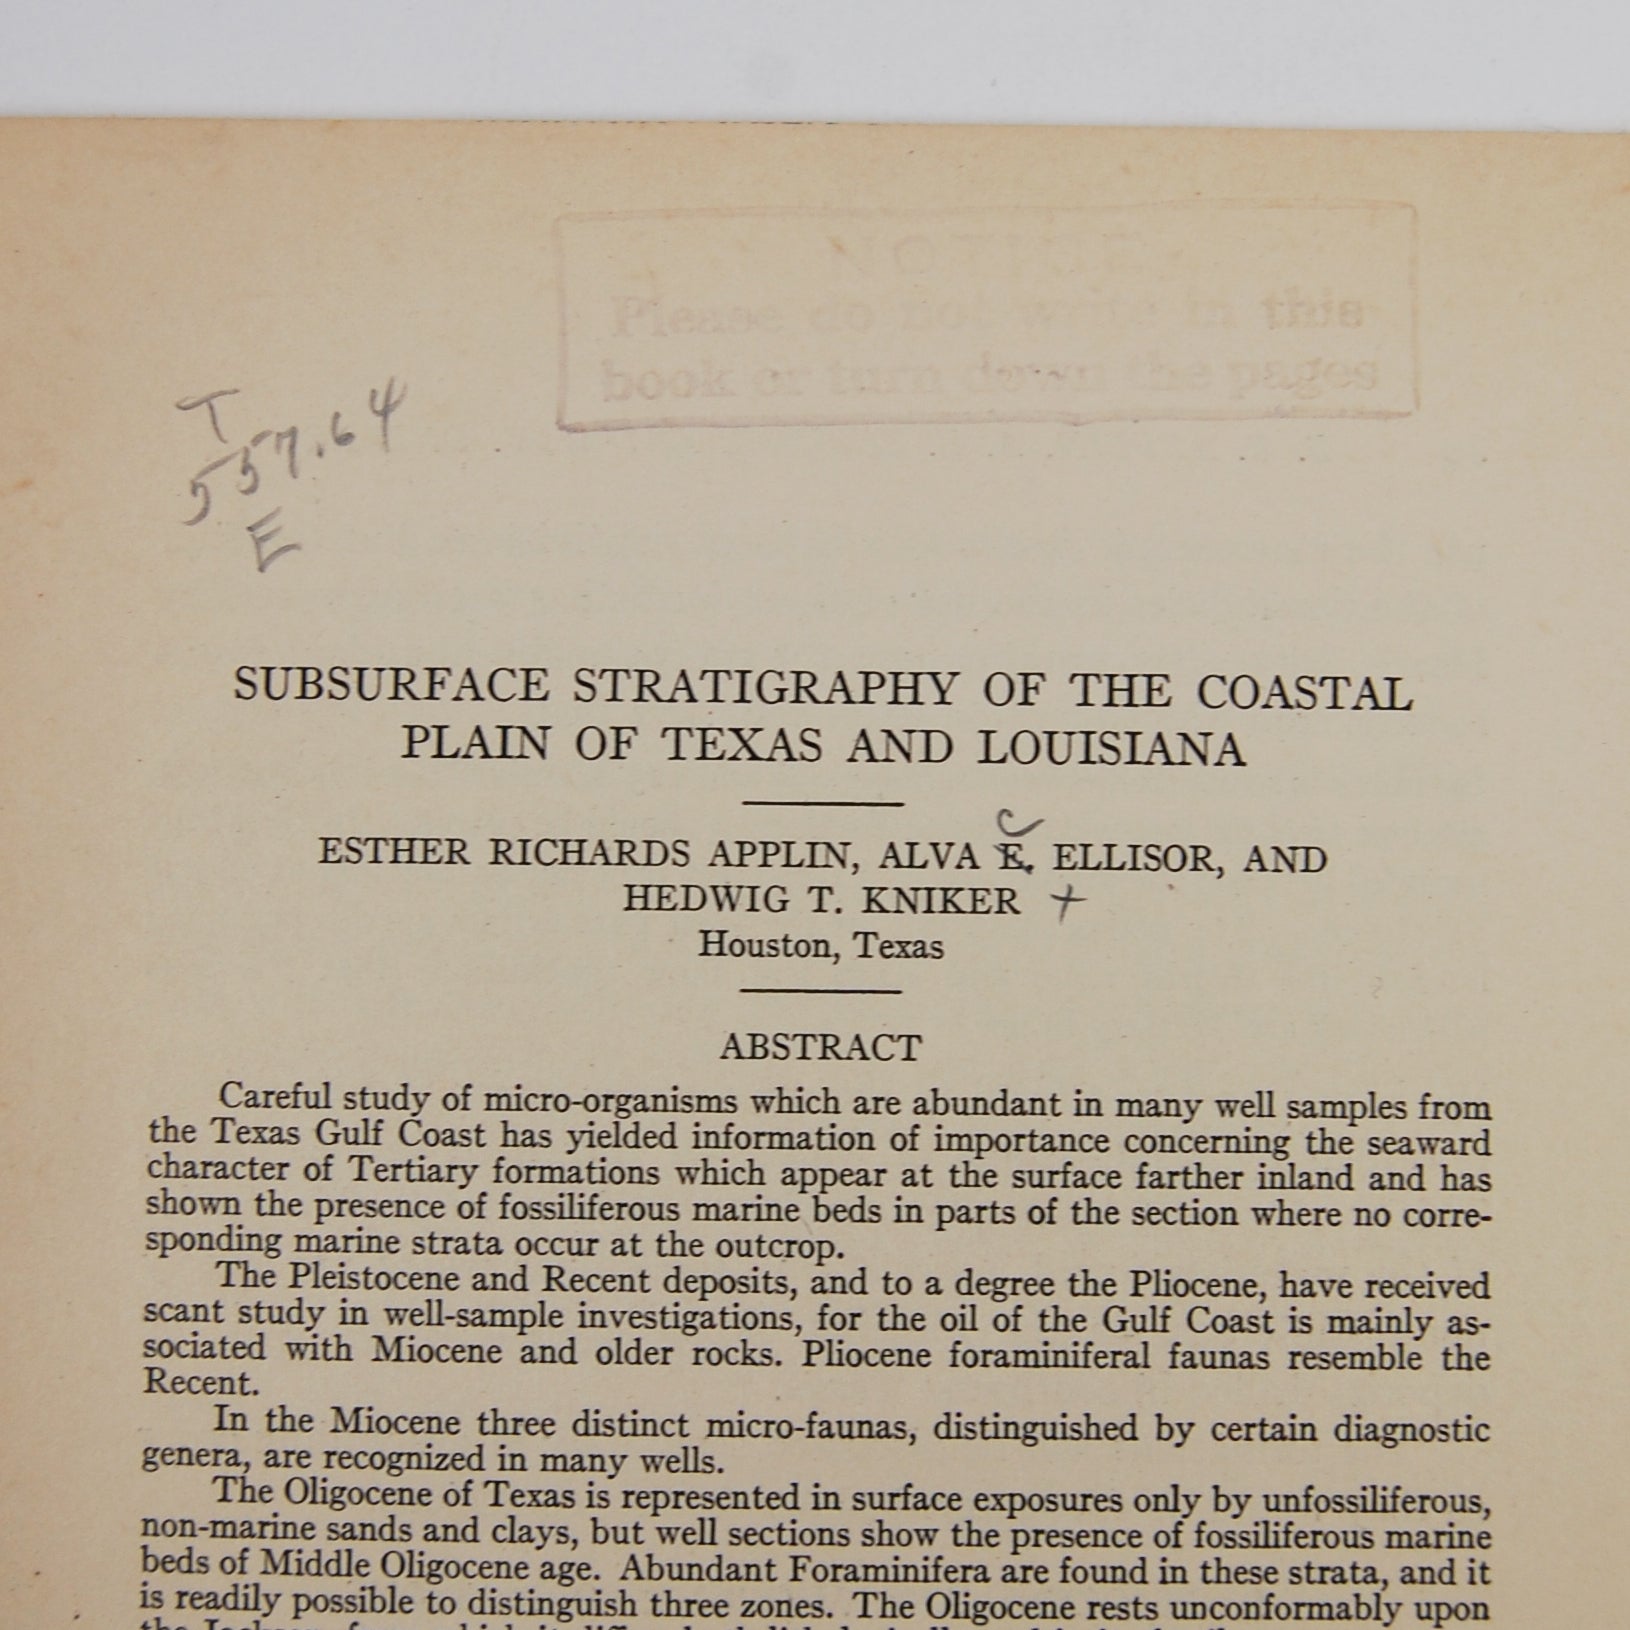 NOTICE
Please do not write in this
book or turn down the pages
T
557.64
E
SUBSURFACE STRATIGRAPHY OF THE COASTAL
PLAIN OF TEXAS AND LOUISIANA
C
ESTHER RICHARDS APPLIN, ALVA E. ELLISOR, AND
HEDWIG T. KNIKER +
Houston, Texas
ABSTRACT
Careful study of micro-organisms which are abundant in many well samples from
the Texas Gulf Coast has yielded information of importance concerning the seaward
character of Tertiary formations which appear at the surface farther inland and has
shown the presence of fossiliferous marine beds in parts of the section where no corre-
sponding marine strata occur at the outcrop.
The Pleistocene and Recent deposits, and to a degree the Pliocene, have received
scant study in well-sample investigations, for the oil of the Gulf Coast is mainly as-
sociated with Miocene and older rocks. Pliocene foraminiferal faunas resemble the
Recent.
In the Miocene three distinct micro-faunas, distinguished by certain diagnostic
genera, are recognized in many wells.
The Oligocene of Texas is represented in surface exposures only by unfossiliferous,
non-marine sands and clays, but well sections show the presence of fossiliferous marine
beds of Middle Oligocene age. Abundant Foraminifera are found in these strata, and it
is readily possible to distinguish three zones. The Oligocene rests unconformably upon